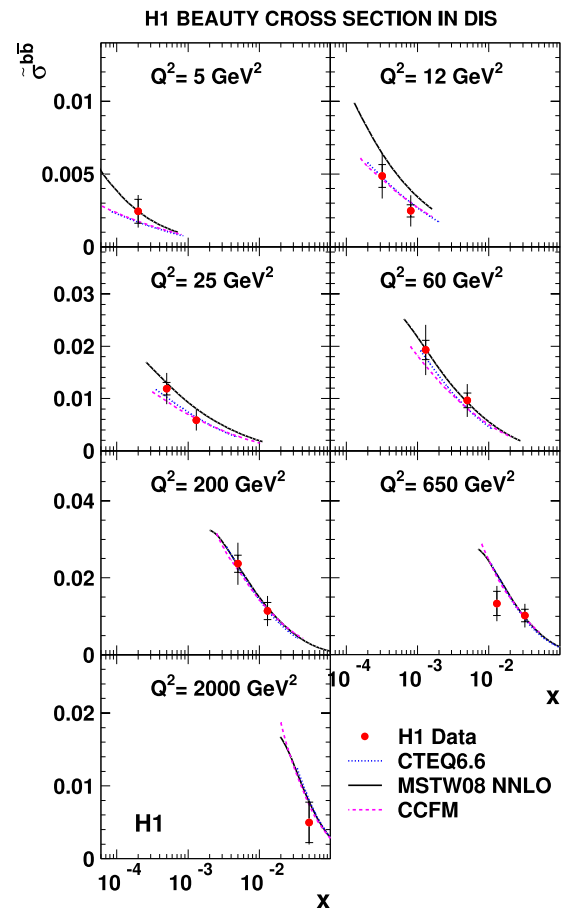 H1 BEAUTY CROSS SECTION IN DIS
σ̃ᵇᵇ̄
Q²= 5 GeV²
Q²= 12 GeV²
0.01
0.005
0
Q²= 25 GeV²
Q²= 60 GeV²
0.03
0.02
0.01
0
Q²= 200 GeV²
Q²= 650 GeV²
0.04
0.02
0
10⁻⁴ 10⁻³ 10⁻²
x
Q²= 2000 GeV²
0.02
0.01
0
H1
H1 Data
CTEQ6.6
MSTW08 NNLO
CCFM
10⁻⁴ 10⁻³ 10⁻²
x